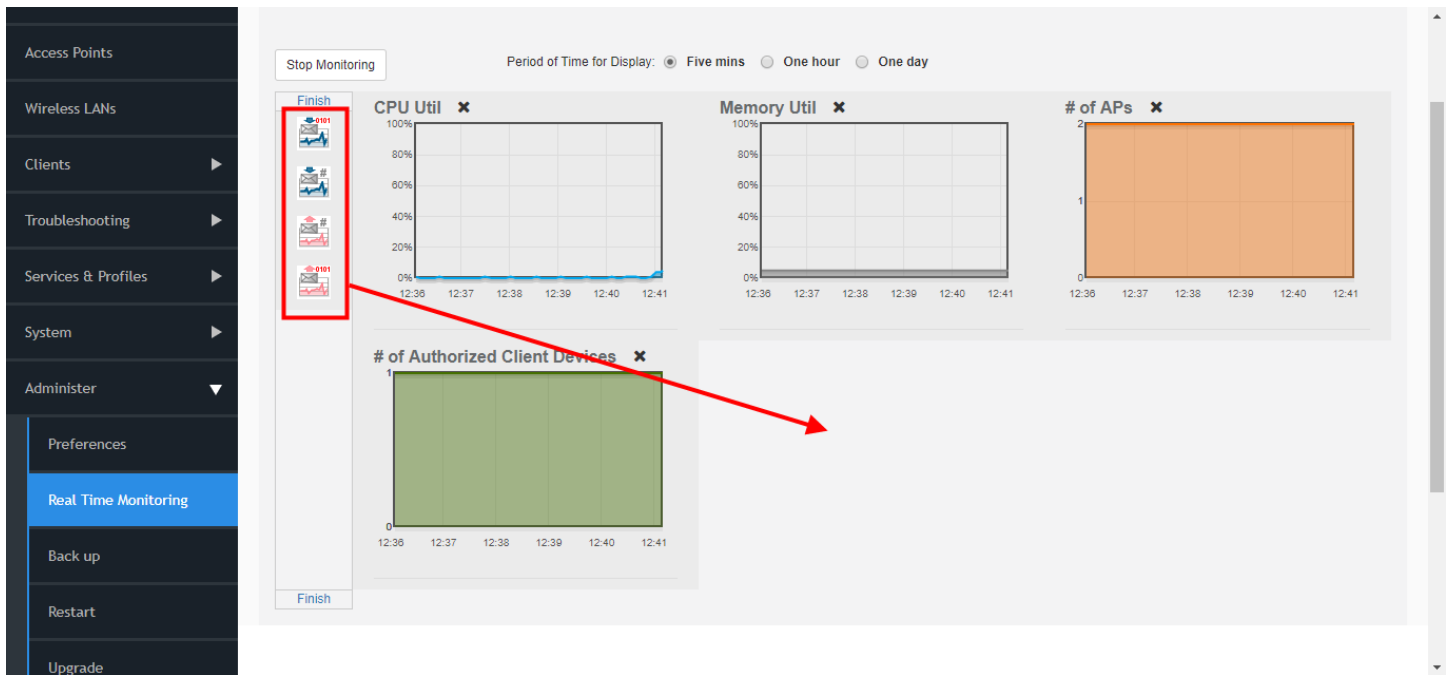 Access Points
Wireless LANs
Clients
Troubleshooting
Services & Profiles
System
Administer
Preferences
Real Time Monitoring
Back up
Restart
Upgrade
Stop Monitoring
Period of Time for Display: Five mins One hour One day
Finish
0101
#
#
0101
Finish
CPU Util
100%
80%
60%
40%
20%
0%
12:36 12:37 12:38 12:39 12:40 12:41
Memory Util
100%
80%
60%
40%
20%
0%
12:36 12:37 12:38 12:39 12:40 12:41
# of APs
2
1
0
12:36 12:37 12:38 12:39 12:40 12:41
# of Authorized Client Devices
1
0
12:36 12:37 12:38 12:39 12:40 12:41